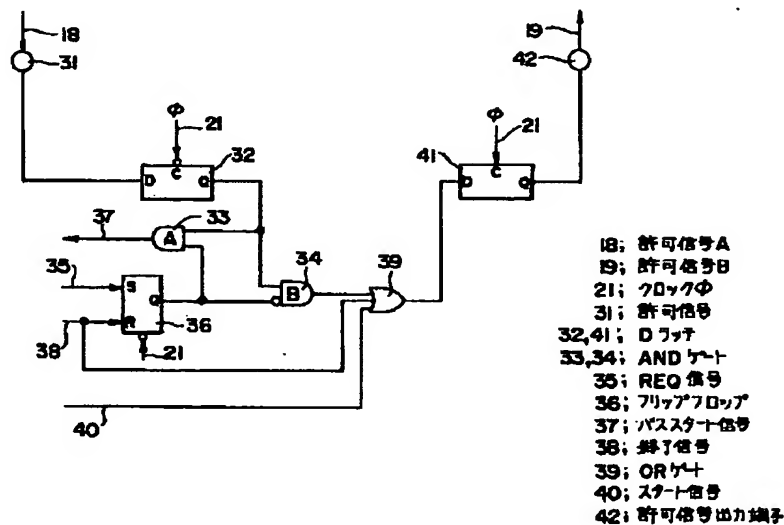 18
19
31
42
Φ
Φ
21
21
32
41
D
C
Q
D
C
Q
37
33
A
34
39
35
S
B
Q
36
38
R
21
40
18; 許可信号A
19; 許可信号B
21; クロックΦ
31; 許可信号
32,41; Dラッチ
33,34; ANDゲート
35; REQ信号
36; フリップフロップ
37; バススタート信号
38; 終了信号
39; ORゲート
40; スタート信号
42; 許可信号出力端子